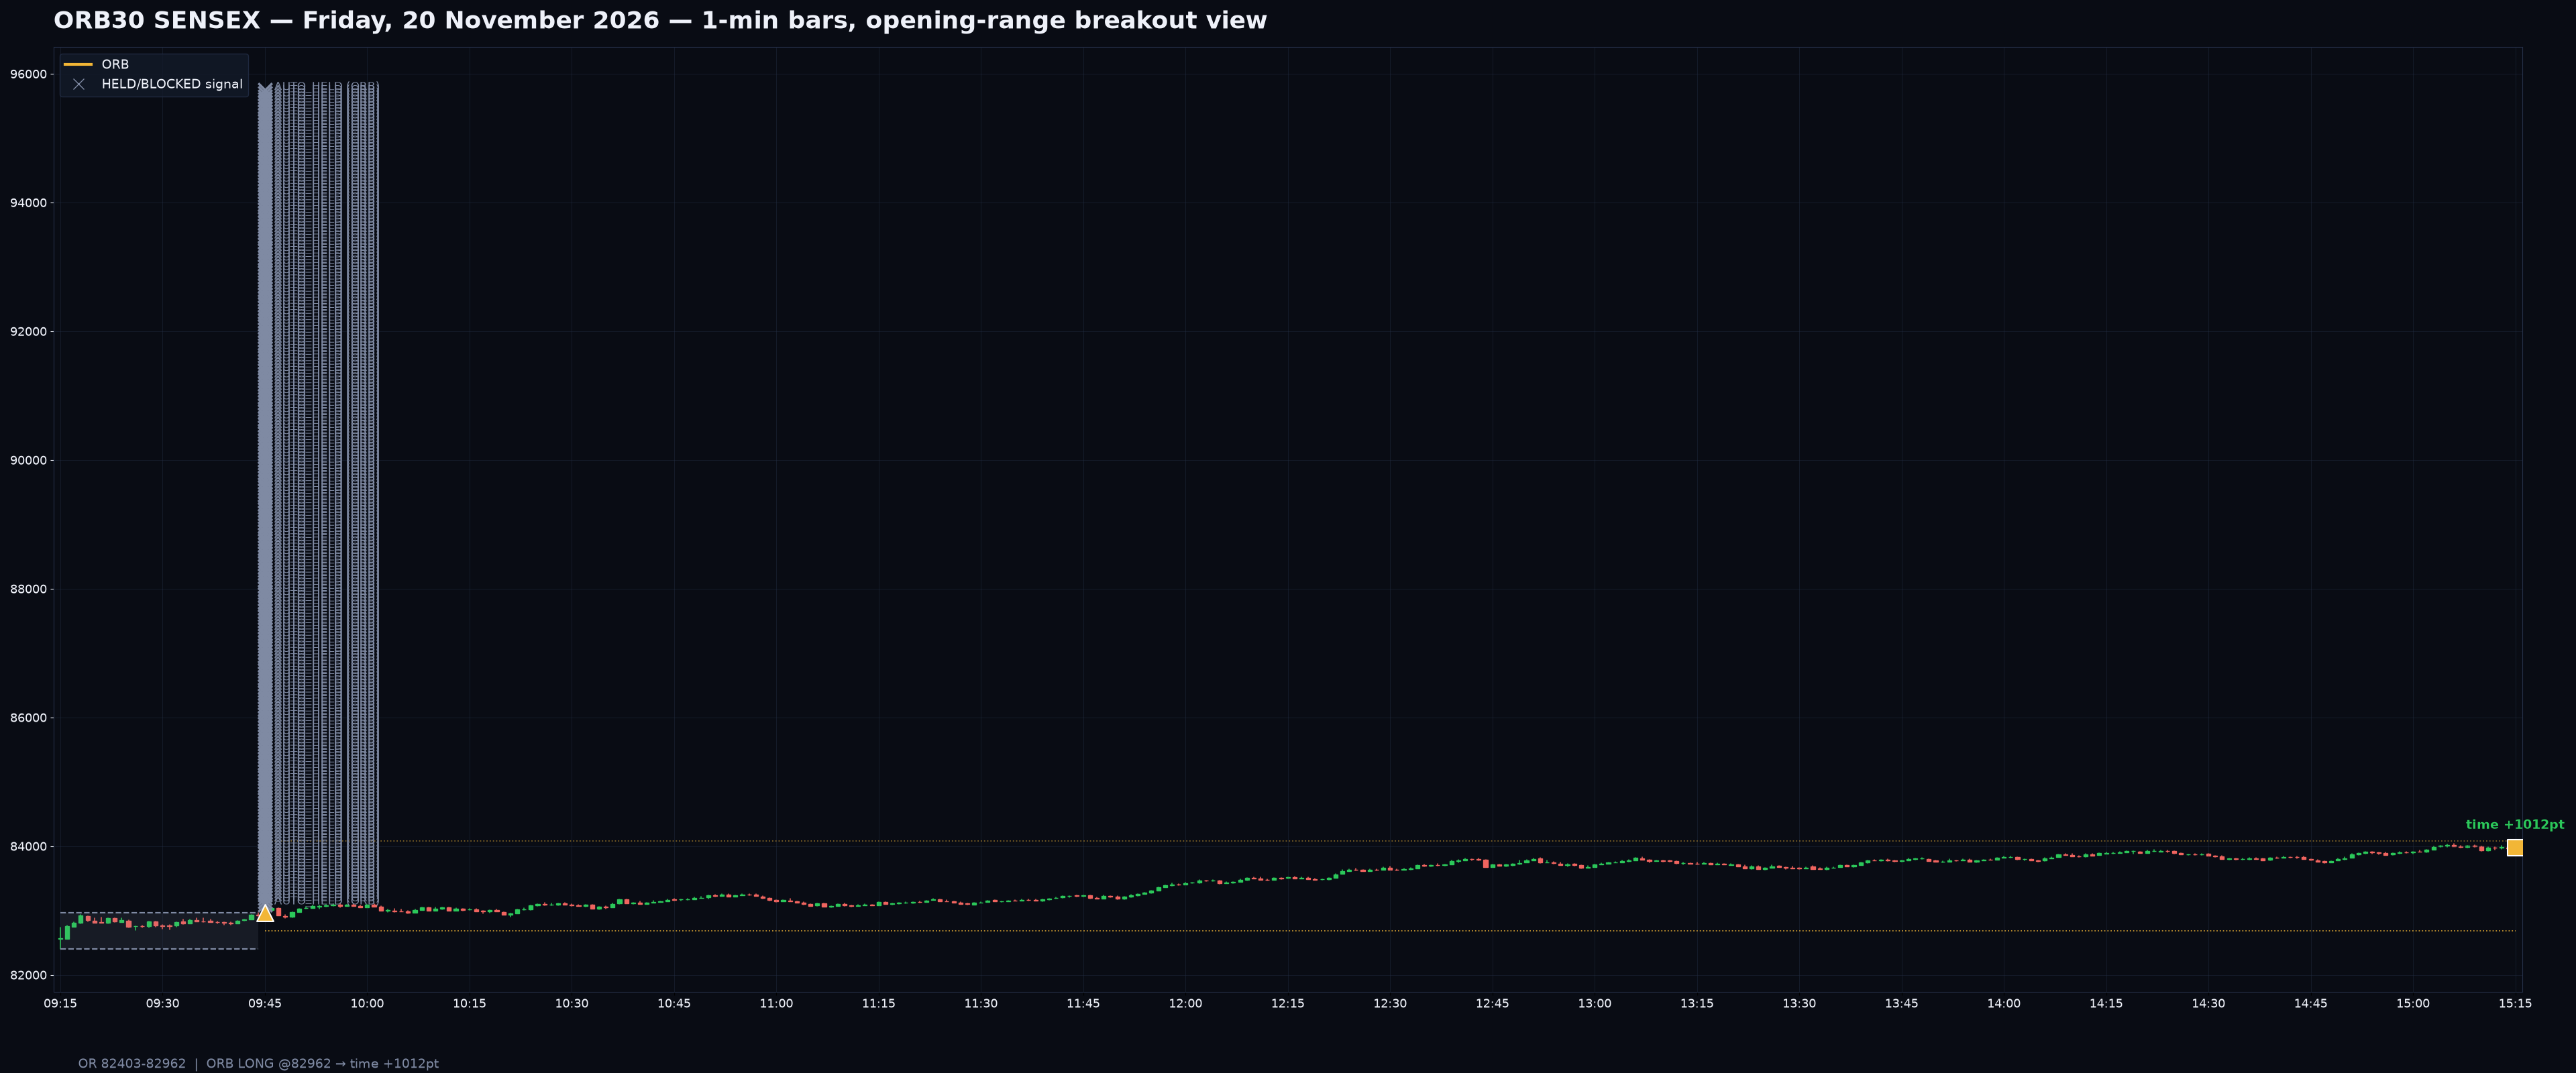 ORB30 SENSEX — Friday, 20 November 2026 — 1-min bars, opening-range breakout view
ORB
HELD/BLOCKED signal
AUTO_HELD (ORB)
96000
94000
92000
90000
88000
86000
84000
82000
time +1012pt
AUTO_HELD (ORB)
09:15 09:30 09:45 10:00 10:15 10:30 10:45 11:00 11:15 11:30 11:45 12:00 12:15 12:30 12:45 13:00 13:15 13:30 13:45 14:00 14:15 14:30 14:45 15:00 15:15
OR 82403-82962 | ORB LONG @82962 → time +1012pt